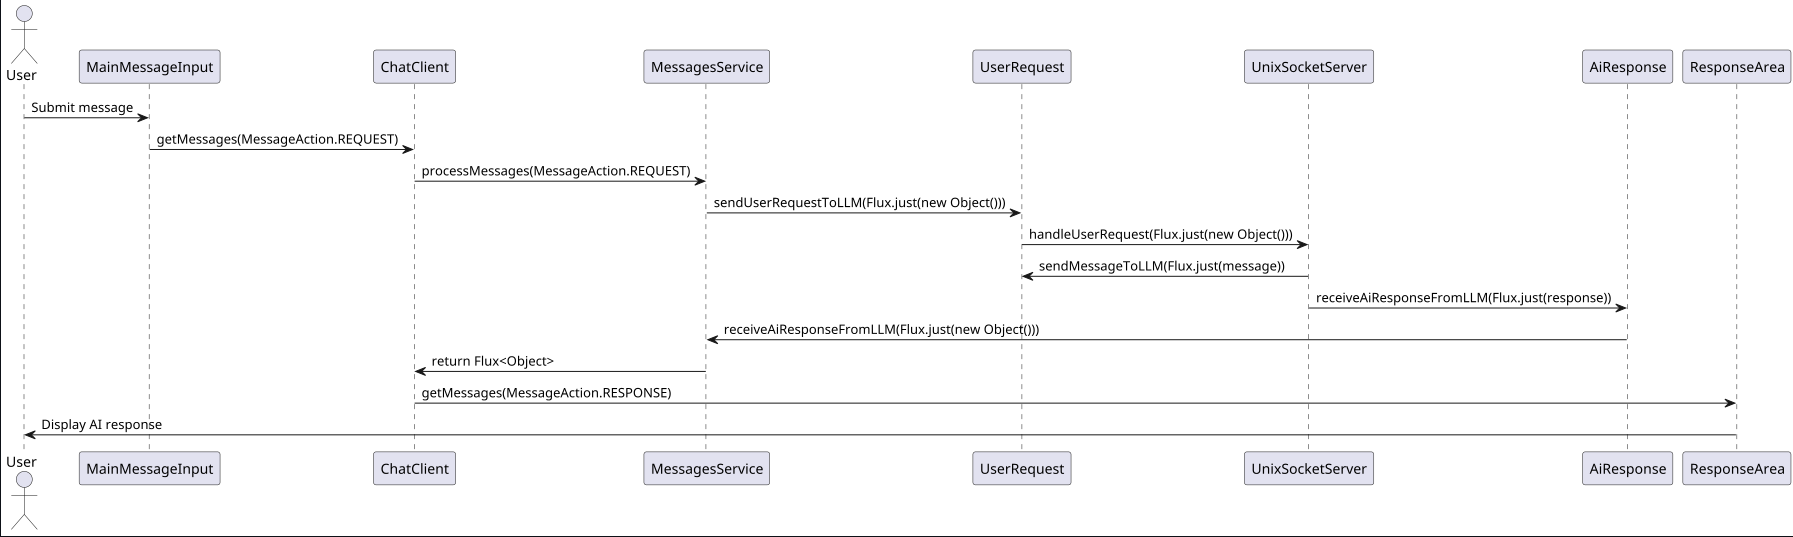 User
MainMessageInput
ChatClient
MessagesService
UserRequest
UnixSocketServer
AiResponse
ResponseArea
Submit message
getMessages(MessageAction.REQUEST)
processMessages(MessageAction.REQUEST)
sendUserRequestToLLM(Flux.just(new Object()))
handleUserRequest(Flux.just(new Object()))
sendMessageToLLM(Flux.just(message))
receiveAiResponseFromLLM(Flux.just(response))
receiveAiResponseFromLLM(Flux.just(new Object()))
return Flux<Object>
getMessages(MessageAction.RESPONSE)
Display AI response
User
MainMessageInput
ChatClient
MessagesService
UserRequest
UnixSocketServer
AiResponse
ResponseArea